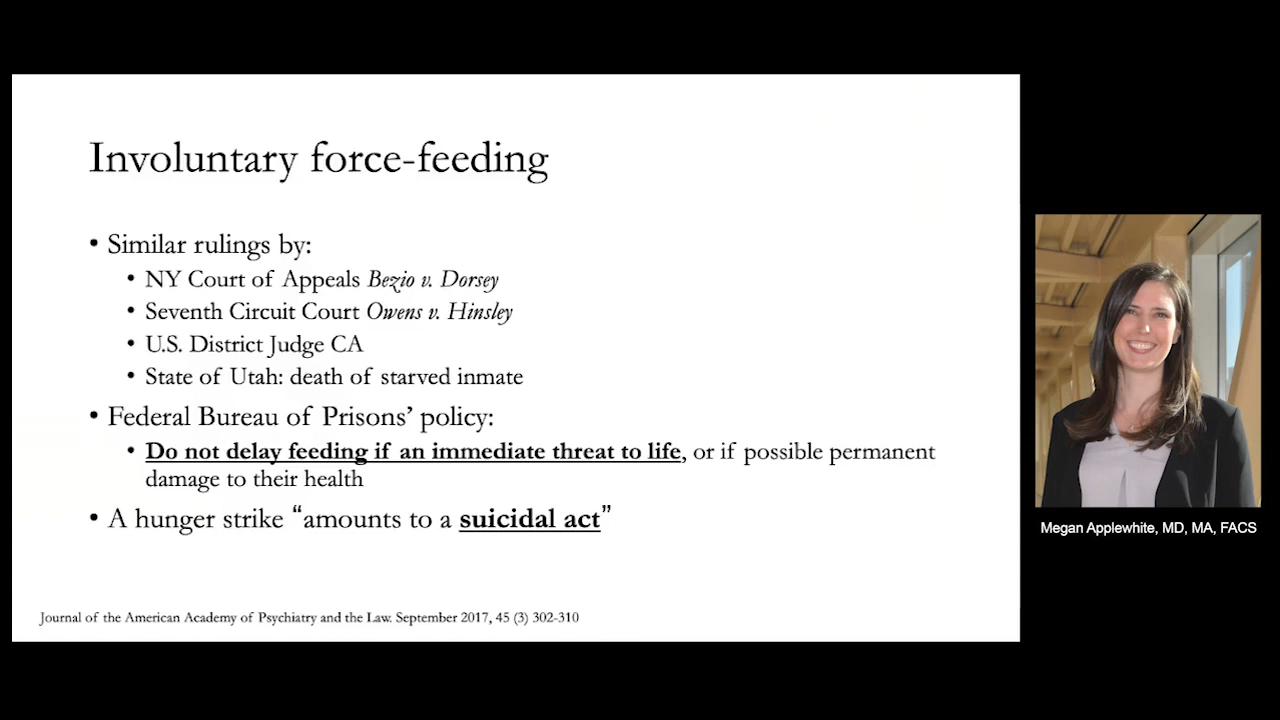 Involuntary force-feeding
• Similar rulings by:
• NY Court of Appeals Bezio v. Dorsey
• Seventh Circuit Court Owens v. Hinsley
• U.S. District Judge CA
• State of Utah: death of starved inmate
• Federal Bureau of Prisons’ policy:
• Do not delay feeding if an immediate threat to life, or if possible permanent
damage to their health
• A hunger strike “amounts to a suicidal act”
Journal of the American Academy of Psychiatry and the Law. September 2017, 45 (3) 302-310
Megan Applewhite, MD, MA, FACS